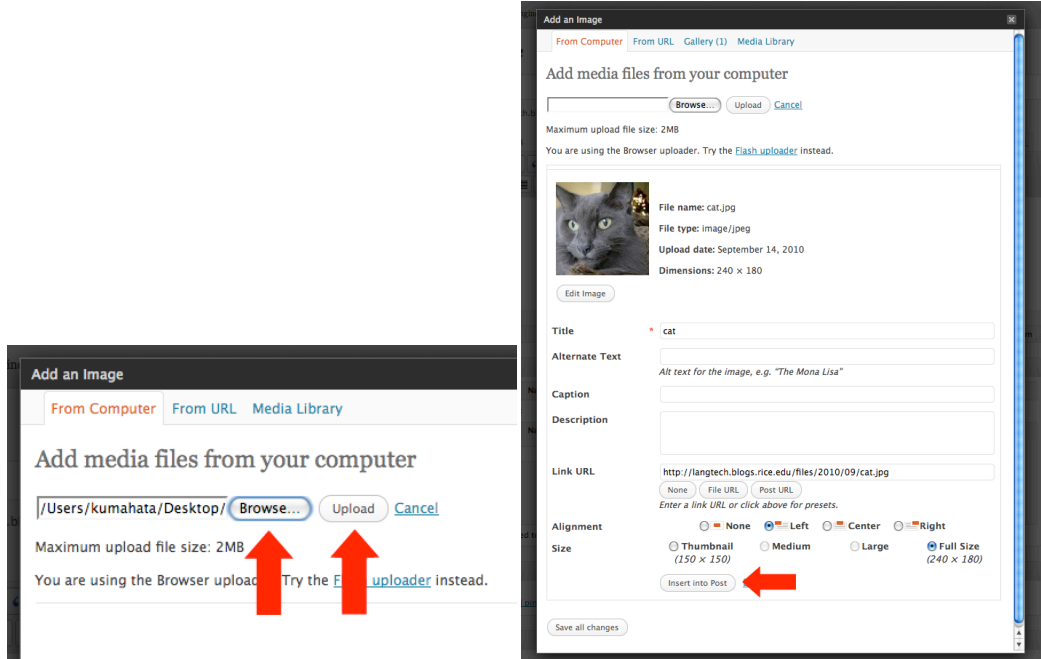 Add an Image
From Computer From URL Media Library
Add media files from your computer
/Users/kumahata/Desktop/ Browse... Upload Cancel
Maximum upload file size: 2MB
You are using the Browser Try the uploader instead.
Add an Image
From Computer From URL Gallery (1) Media Library
Add media files from your computer
Browse... Upload Cancel
Maximum upload file size: 2MB
You are using the Browser uploader. Try the Flash uploader instead.
File name: cat.jpg
File type: image/jpeg
Upload date: September 14, 2010
Dimensions: 240 × 180
Edit Image
Title * cat
Alternate Text
Alt text for the image, e.g. “The Mona Lisa”
Caption
Description
Link URL http://langtech.blogs.rice.edu/files/2010/09/cat.jpg
None File URL Post URL
Enter a link URL or click above for presets.
Alignment None Left Center Right
Size Thumbnail Medium Large Full Size
(150 × 150) (240 × 180)
Insert into Post
Save all changes